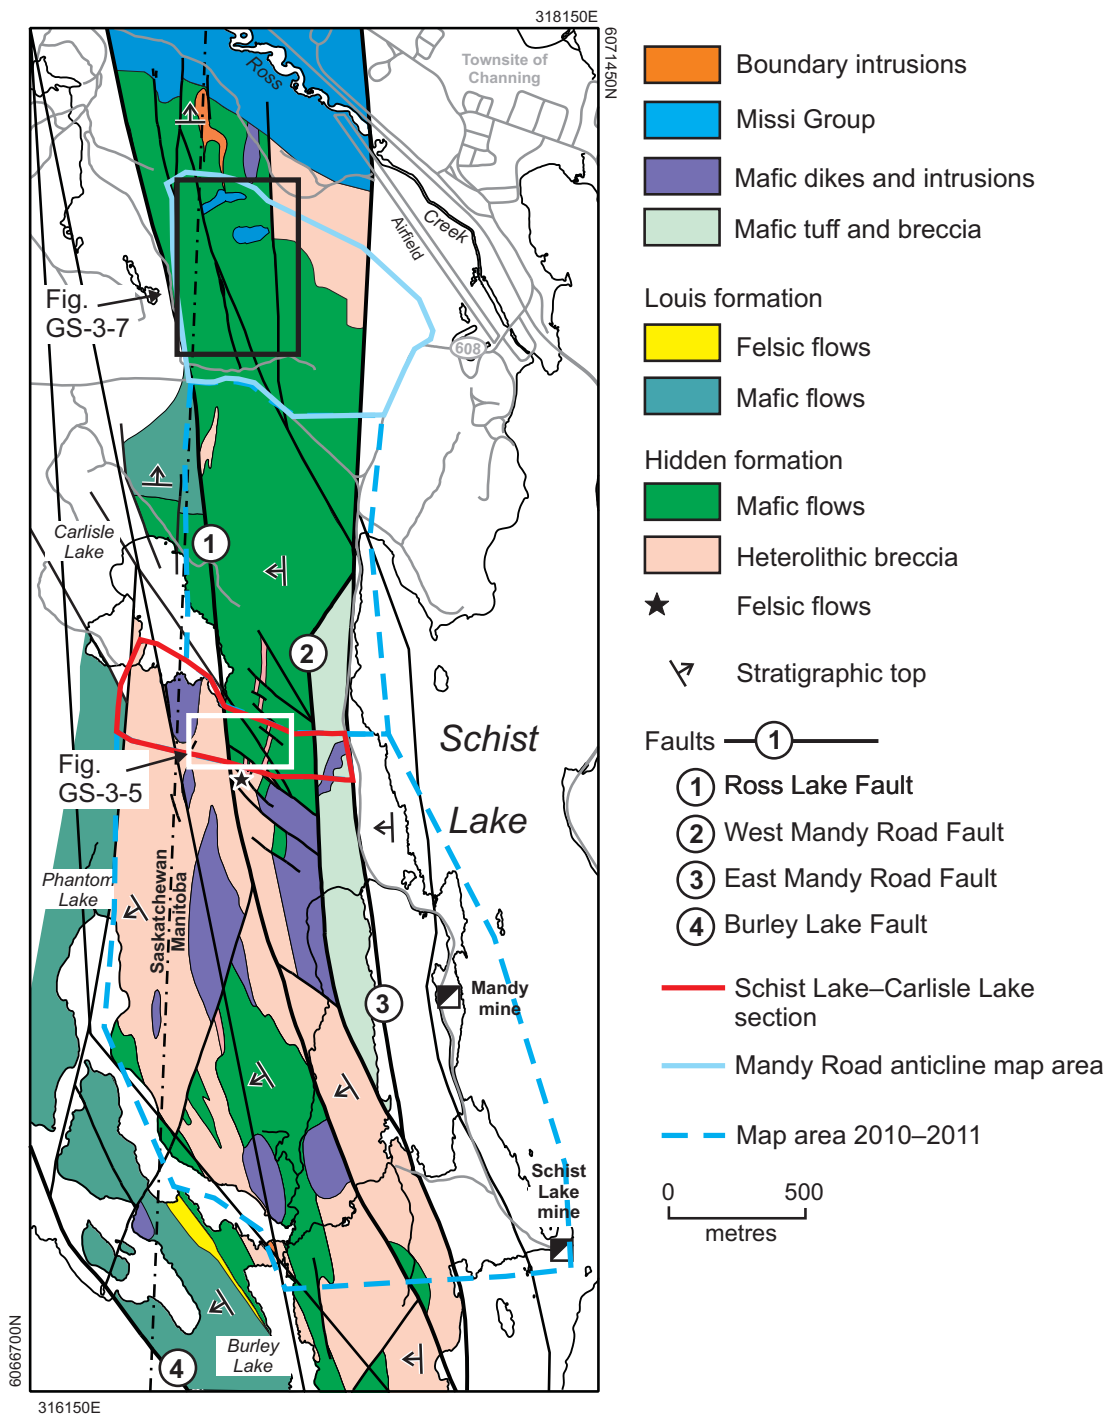 318150E
6071450N
Ross
Townsite of
Channing
Creek
Airfield
Fig.
GS-3-7
608
Carlisle
Lake
1
2
Schist
Lake
Fig.
GS-3-5
Phantom
Lake
Saskatchewan
Manitoba
Mandy
mine
3
Schist
Lake
mine
Burley
Lake
4
6066700N
316150E
Boundary intrusions
Missi Group
Mafic dikes and intrusions
Mafic tuff and breccia
Louis formation
Felsic flows
Mafic flows
Hidden formation
Mafic flows
Heterolithic breccia
Felsic flows
Stratigraphic top
Faults 1
1 Ross Lake Fault
2 West Mandy Road Fault
3 East Mandy Road Fault
4 Burley Lake Fault
Schist Lake–Carlisle Lake
section
Mandy Road anticline map area
Map area 2010–2011
0 500
metres